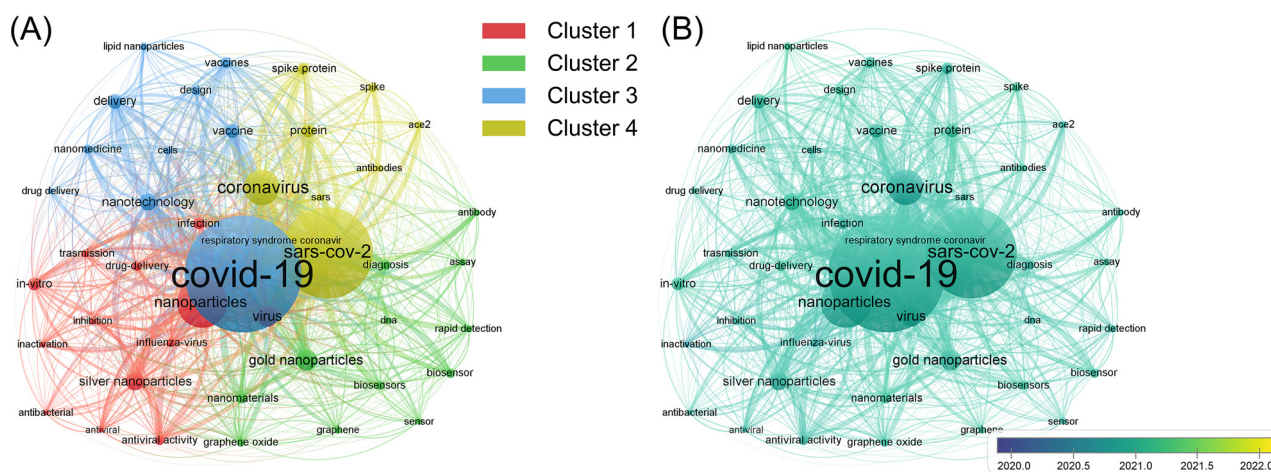 (A)
lipid nanoparticles
vaccines
spike protein
design
spike
delivery
ace2
vaccine
protein
nanomedicine
cells
antibodies
coronavirus
drug delivery
sars
nanotechnology
antibody
infection
respiratory syndrome coronavir
trasmission
sars-cov-2
drug-delivery
diagnosis
assay
covid-19
in-vitro
nanoparticles
virus
inhibition
dna
rapid detection
inactivation
influenza-virus
gold nanoparticles
silver nanoparticles
biosensor
biosensors
nanomaterials
antibacterial
sensor
antiviral
graphene
antiviral activity
graphene oxide
Cluster 1
Cluster 2
Cluster 3
Cluster 4
(B)
lipid nanoparticles
vaccines
spike protein
design
spike
delivery
ace2
vaccine
protein
nanomedicine
cells
antibodies
coronavirus
drug delivery
sars
nanotechnology
antibody
infection
respiratory syndrome coronavir
trasmission
sars-cov-2
drug-delivery
diagnosis
assay
covid-19
in-vitro
nanoparticles
virus
inhibition
dna
rapid detection
inactivation
influenza-virus
gold nanoparticles
silver nanoparticles
biosensor
biosensors
nanomaterials
antibacterial
sensor
antiviral
antiviral activity
graphene oxide
2020.0 2020.5 2021.0 2021.5 2022.0